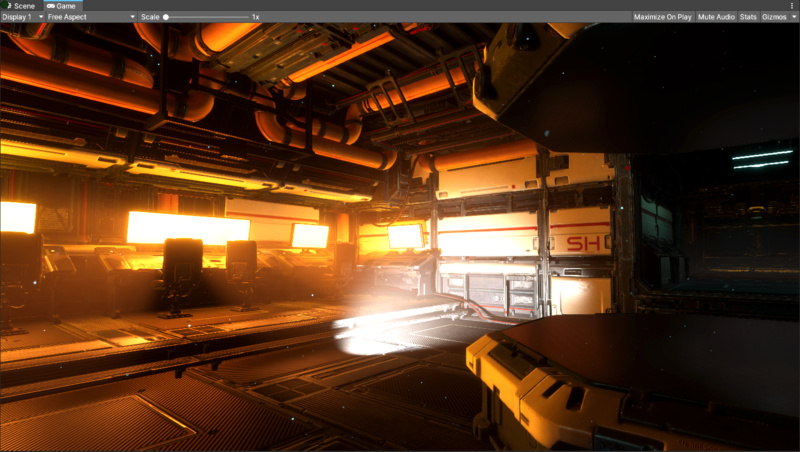 Scene Game
Display 1 Free Aspect Scale 1x Maximize On Play Mute Audio Stats Gizmos
SH